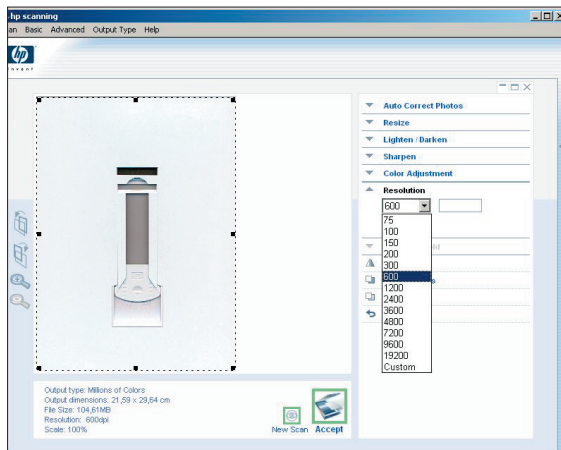 hp scanning
an Basic Advanced Output Type Help
hp
invent
Auto Correct Photos
Resize
Lighten / Darken
Sharpen
Color Adjustment
Resolution
600
75
100
150
200
300
600
1200
2400
3600
4800
7200
9600
19200
Custom
Output type: Millions of Colors
Output dimensions: 21,59 x 29,64 cm
File Size: 104,61MB
Resolution: 600dpi
Scale: 100%
New Scan Accept